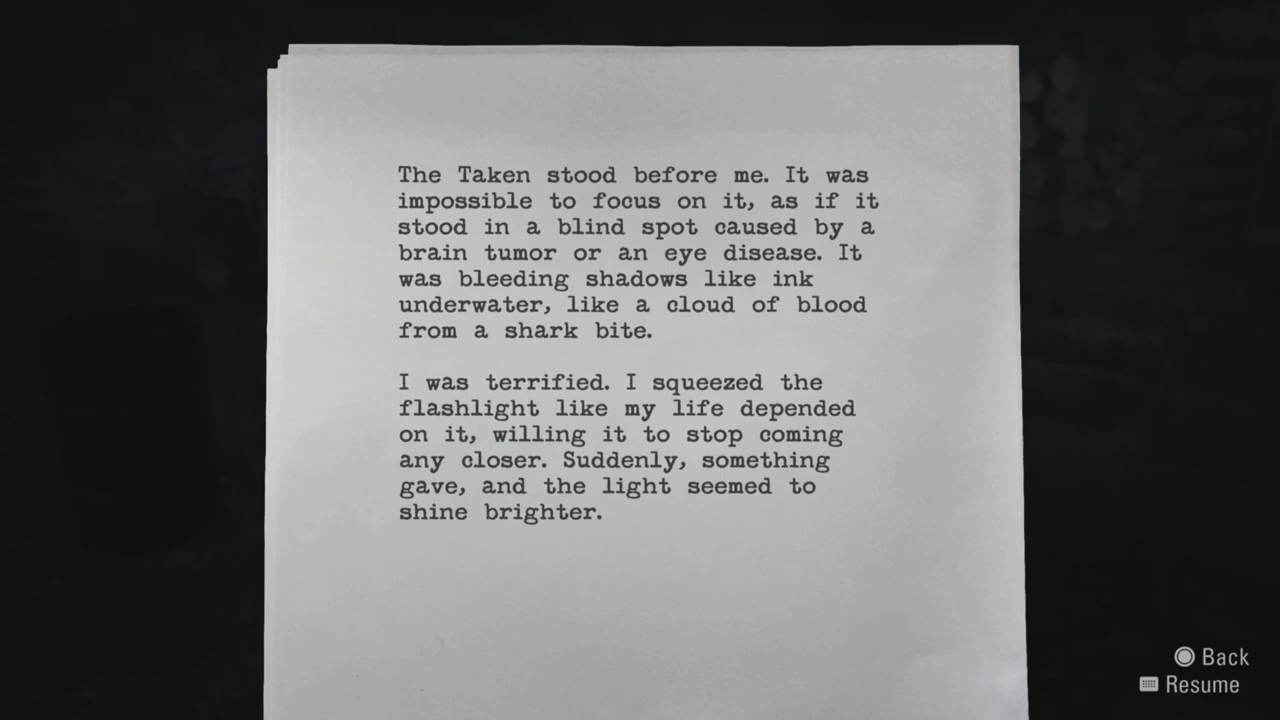 The Taken stood before me. It was
impossible to focus on it, as if it
stood in a blind spot caused by a
brain tumor or an eye disease. It
was bleeding shadows like ink
underwater, like a cloud of blood
from a shark bite.
I was terrified. I squeezed the
flashlight like my life depended
on it, willing it to stop coming
any closer. Suddenly, something
gave, and the light seemed to
shine brighter.
Back
Resume